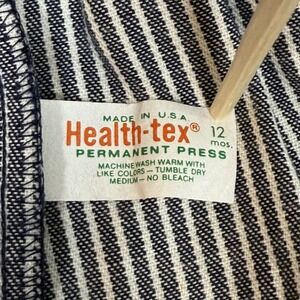 MADE IN U.S.A.
Health-tex® 12
mos.
PERMANENT PRESS
MACHINE WASH WARM WITH
LIKE COLORS – TUMBLE DRY
MEDIUM – NO BLEACH